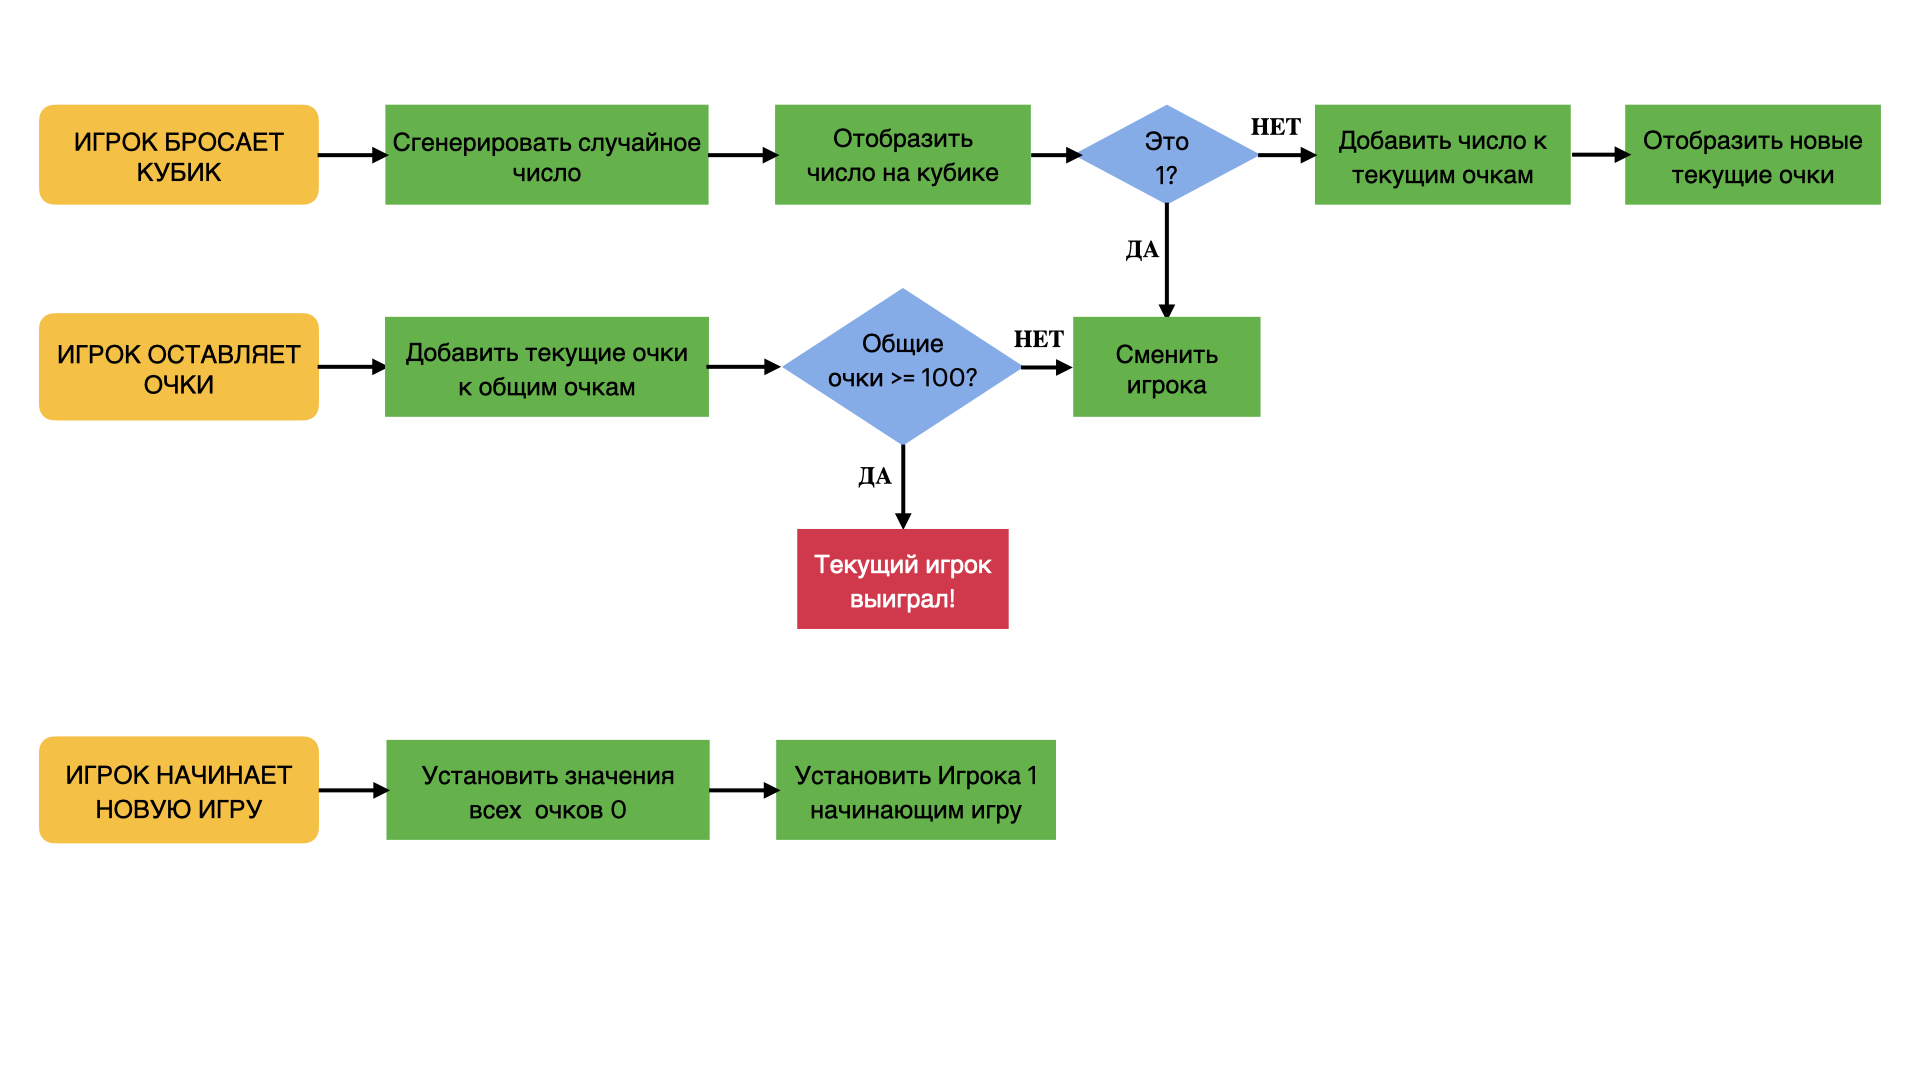 ИГРОК БРОСАЕТ
КУБИК
Сгенерировать случайное
число
Отобразить
число на кубике
Это
1?
НЕТ
Добавить число к
текущим очкам
Отобразить новые
текущие очки
ДА
ИГРОК ОСТАВЛЯЕТ
ОЧКИ
Добавить текущие очки
к общим очкам
Общие
очки >= 100?
НЕТ
Сменить
игрока
ДА
Текущий игрок
выиграл!
ИГРОК НАЧИНАЕТ
НОВУЮ ИГРУ
Установить значения
всех очков 0
Установить Игрока 1
начинающим игру